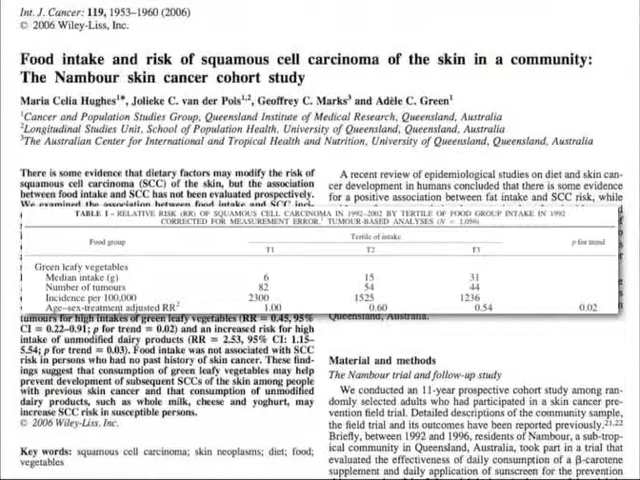 Int. J. Cancer: 119, 1953–1960 (2006)
© 2006 Wiley-Liss, Inc.
Food intake and risk of squamous cell carcinoma of the skin in a community:
The Nambour skin cancer cohort study
Maria Celia Hughes1*, Jolieke C. van der Pols1,2, Geoffrey C. Marks3 and Adèle C. Green1
1Cancer and Population Studies Group, Queensland Institute of Medical Research, Queensland, Australia
2Longitudinal Studies Unit, School of Population Health, University of Queensland, Queensland, Australia
3The Australian Center for International and Tropical Health and Nutrition, University of Queensland, Queensland, Australia
There is some evidence that dietary factors may modify the risk of
squamous cell carcinoma (SCC) of the skin, but the association
between food intake and SCC has not been evaluated prospectively.
We examined the association between food intake and SCC inci-
A recent review of epidemiological studies on diet and skin can-
cer development in humans concluded that there is some evidence
for a positive association between fat intake and SCC risk, while
TABLE I – RELATIVE RISK (RR) OF SQUAMOUS CELL CARCINOMA IN 1992–2002 BY TERTILE OF FOOD GROUP INTAKE IN 1992
CORRECTED FOR MEASUREMENT ERROR,1 TUMOUR-BASED ANALYSES (N = 1,056)
Food group
Tertile of intake
p for trend
T1 T2 T3
Green leafy vegetables
Median intake (g) 6 15 31
Number of tumours 82 54 44
Incidence per 100,000 2300 1525 1236
Age–sex-treatment adjusted RR2 1.00 0.60 0.54 0.02
tumours for high intakes of green leafy vegetables (RR = 0.45, 95%
CI = 0.22–0.91; p for trend = 0.02) and an increased risk for high
intake of unmodified dairy products (RR = 2.53, 95% CI: 1.15–
5.54; p for trend = 0.03). Food intake was not associated with SCC
risk in persons who had no past history of skin cancer. These find-
ings suggest that consumption of green leafy vegetables may help
prevent development of subsequent SCCs of the skin among people
with previous skin cancer and that consumption of unmodified
dairy products, such as whole milk, cheese and yoghurt, may
increase SCC risk in susceptible persons.
© 2006 Wiley-Liss, Inc.
Key words: squamous cell carcinoma; skin neoplasms; diet; food;
vegetables
Queensland, Australia.
Material and methods
The Nambour trial and follow-up study
We conducted an 11-year prospective cohort study among ran-
domly selected adults who had participated in a skin cancer pre-
vention field trial. Detailed descriptions of the community sample,
the field trial and its outcomes have been reported previously.21,22
Briefly, between 1992 and 1996, residents of Nambour, a sub-trop-
ical community in Queensland, Australia, took part in a trial that
evaluated the effectiveness of daily consumption of a β-carotene
supplement and daily application of sunscreen for the prevention